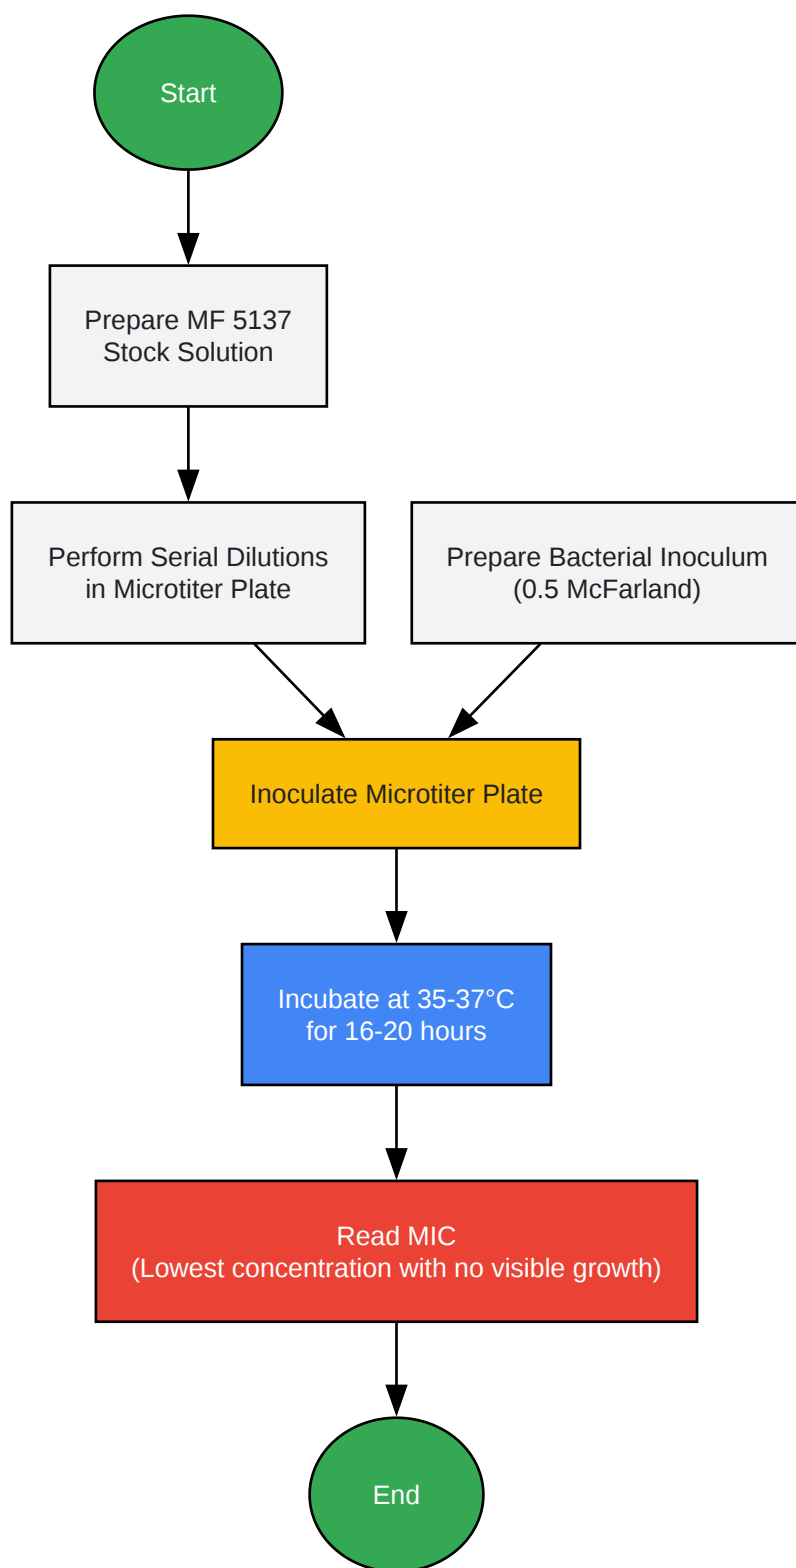 Start
Prepare MF 5137
Stock Solution
Perform Serial Dilutions
in Microtiter Plate
Prepare Bacterial Inoculum
(0.5 McFarland)
Inoculate Microtiter Plate
Incubate at 35-37°C
for 16-20 hours
Read MIC
(Lowest concentration with no visible growth)
End